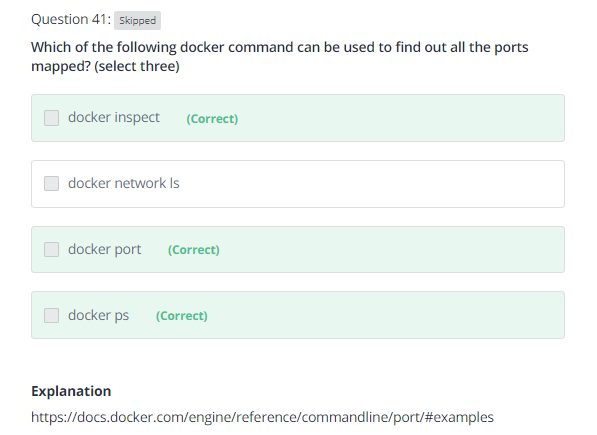 Question 41: Skipped
Which of the following docker command can be used to find out all the ports
mapped? (select three)
docker inspect (Correct)
docker network ls
docker port (Correct)
docker ps (Correct)
Explanation
https://docs.docker.com/engine/reference/commandline/port/#examples